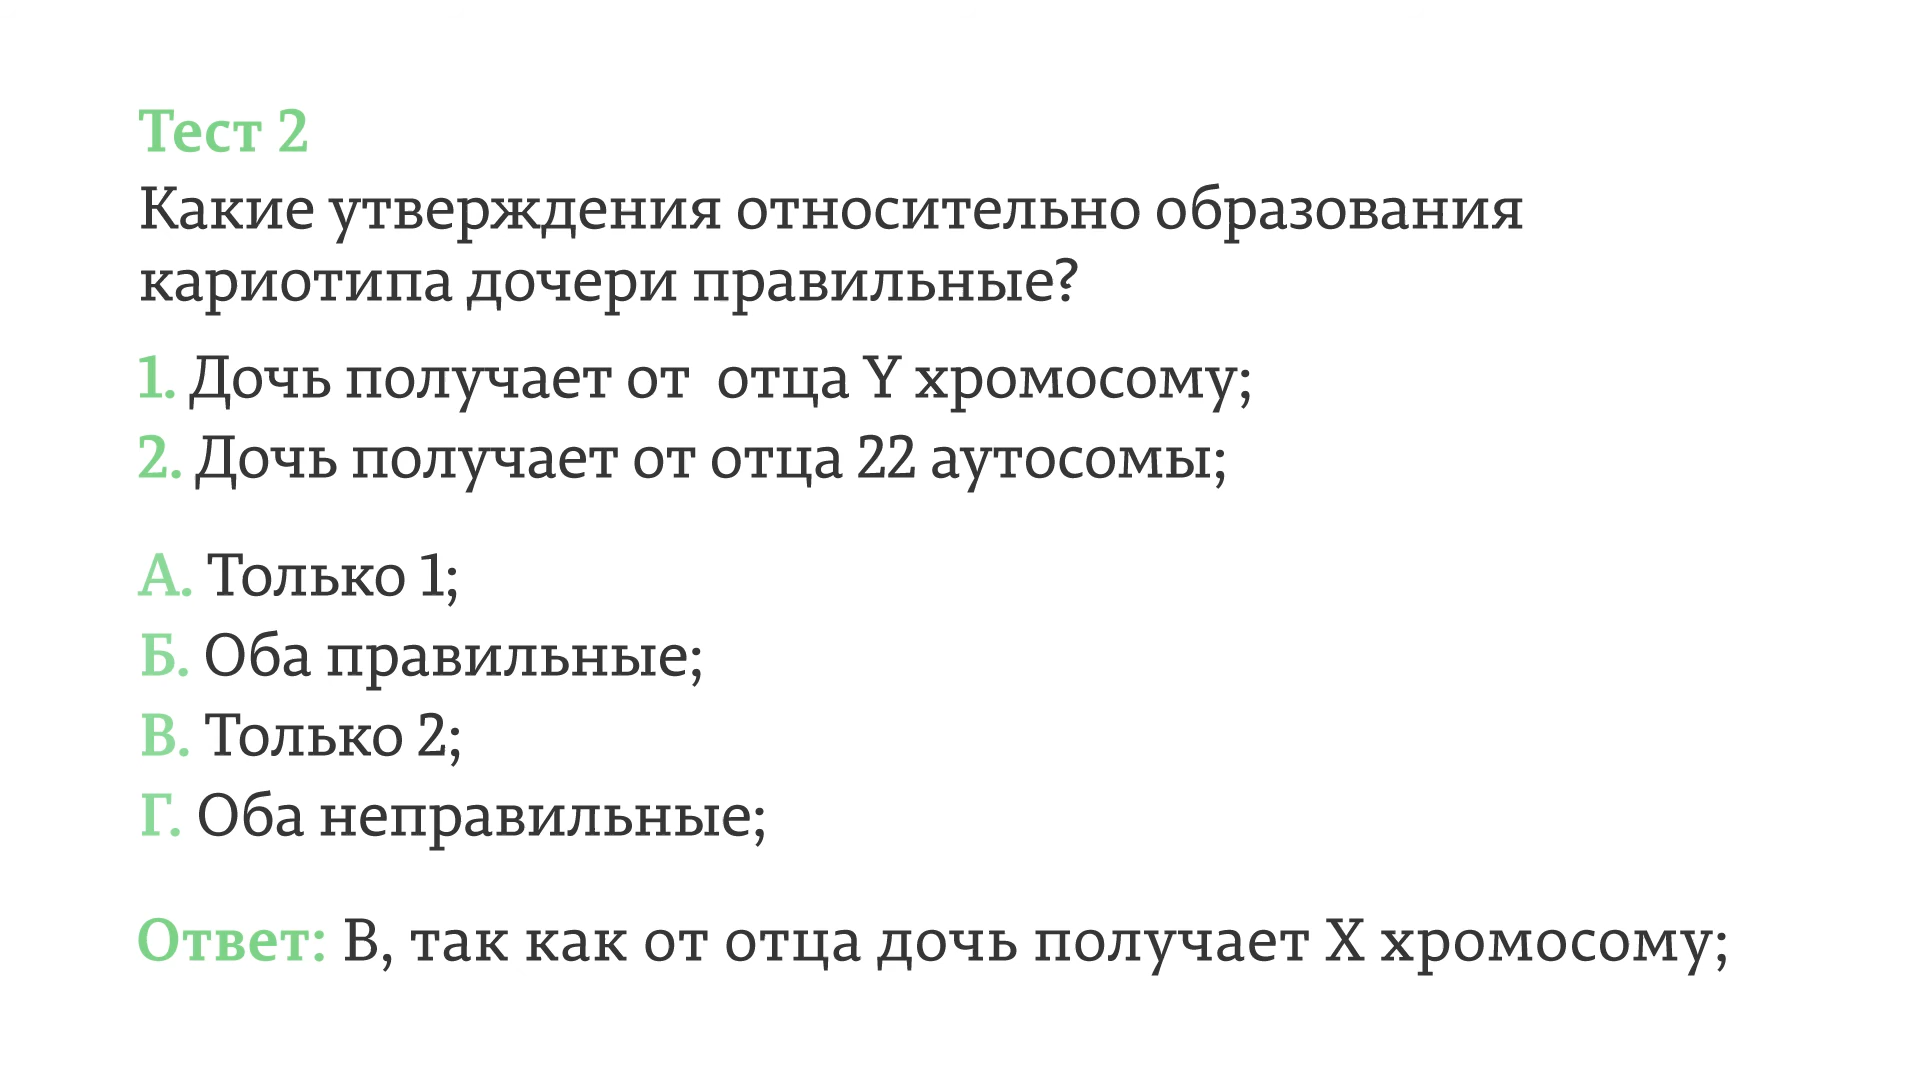 Тест 2
Какие утверждения относительно образования
кариотипа дочери правильные?
1. Дочь получает от  отца Y хромосому;
2. Дочь получает от отца 22 аутосомы;
А. Только 1;
Б. Оба правильные;
В. Только 2;
Г. Оба неправильные;
Ответ: В, так как от отца дочь получает Х хромосому;